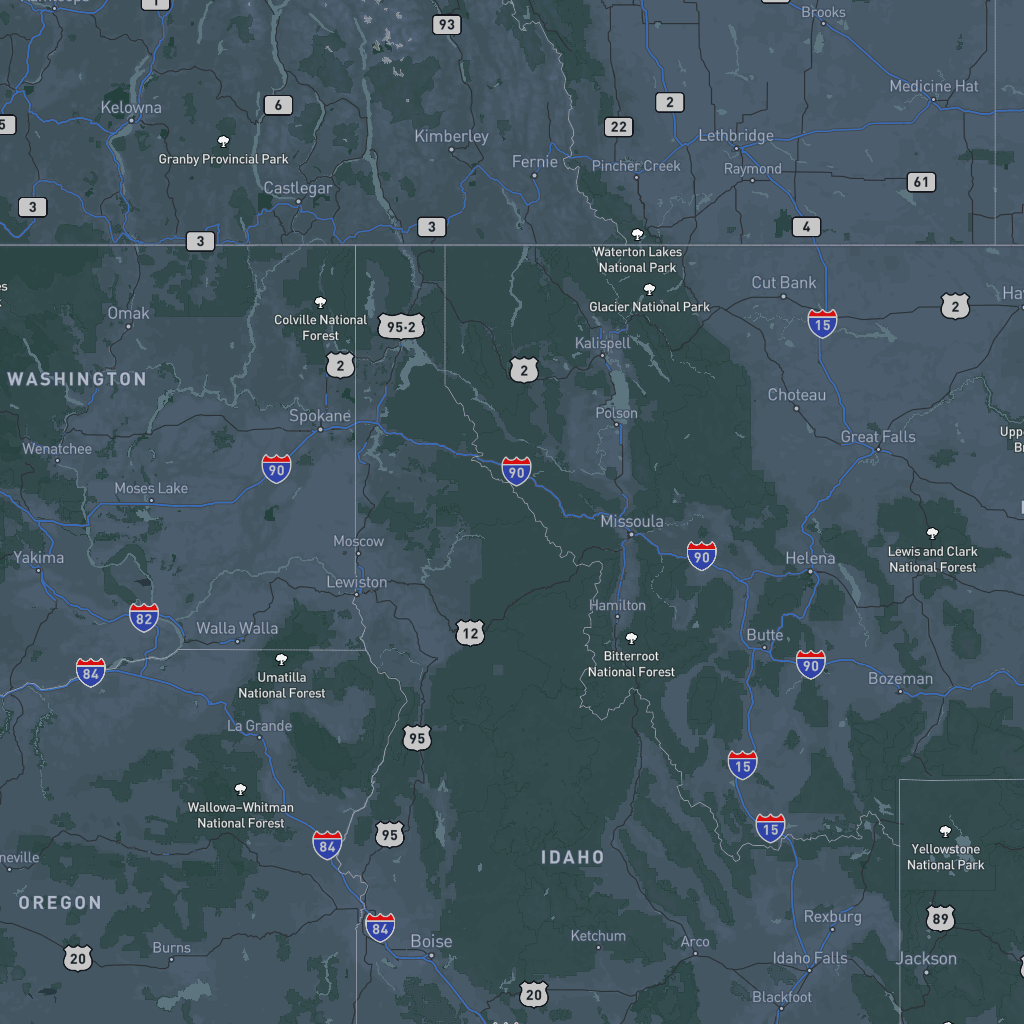 1
93
Brooks
Medicine Hat
Kelowna
6
2
22
Kimberley
Lethbridge
Granby Provincial Park
Fernie
Pincher Creek
Raymond
Castlegar
61
3
3
3
4
Waterton Lakes
National Park
Glacier National Park
Cut Bank
2
Omak
Colville National
Forest
95-2
15
2
Kalispell
2
WASHINGTON
Choteau
Spokane
Polson
Great Falls
Wenatchee
90
90
Moses Lake
Missoula
Yakima
Moscow
90
Helena
Lewis and Clark
National Forest
Lewiston
82
Hamilton
Walla Walla
12
Butte
84
Umatilla
National Forest
Bitterroot
National Forest
90
Bozeman
La Grande
95
15
Wallowa–Whitman
National Forest
84
95
15
Yellowstone
National Park
IDAHO
OREGON
84
Rexburg
89
Burns
Boise
Ketchum
Arco
20
Idaho Falls
Jackson
20
Blackfoot